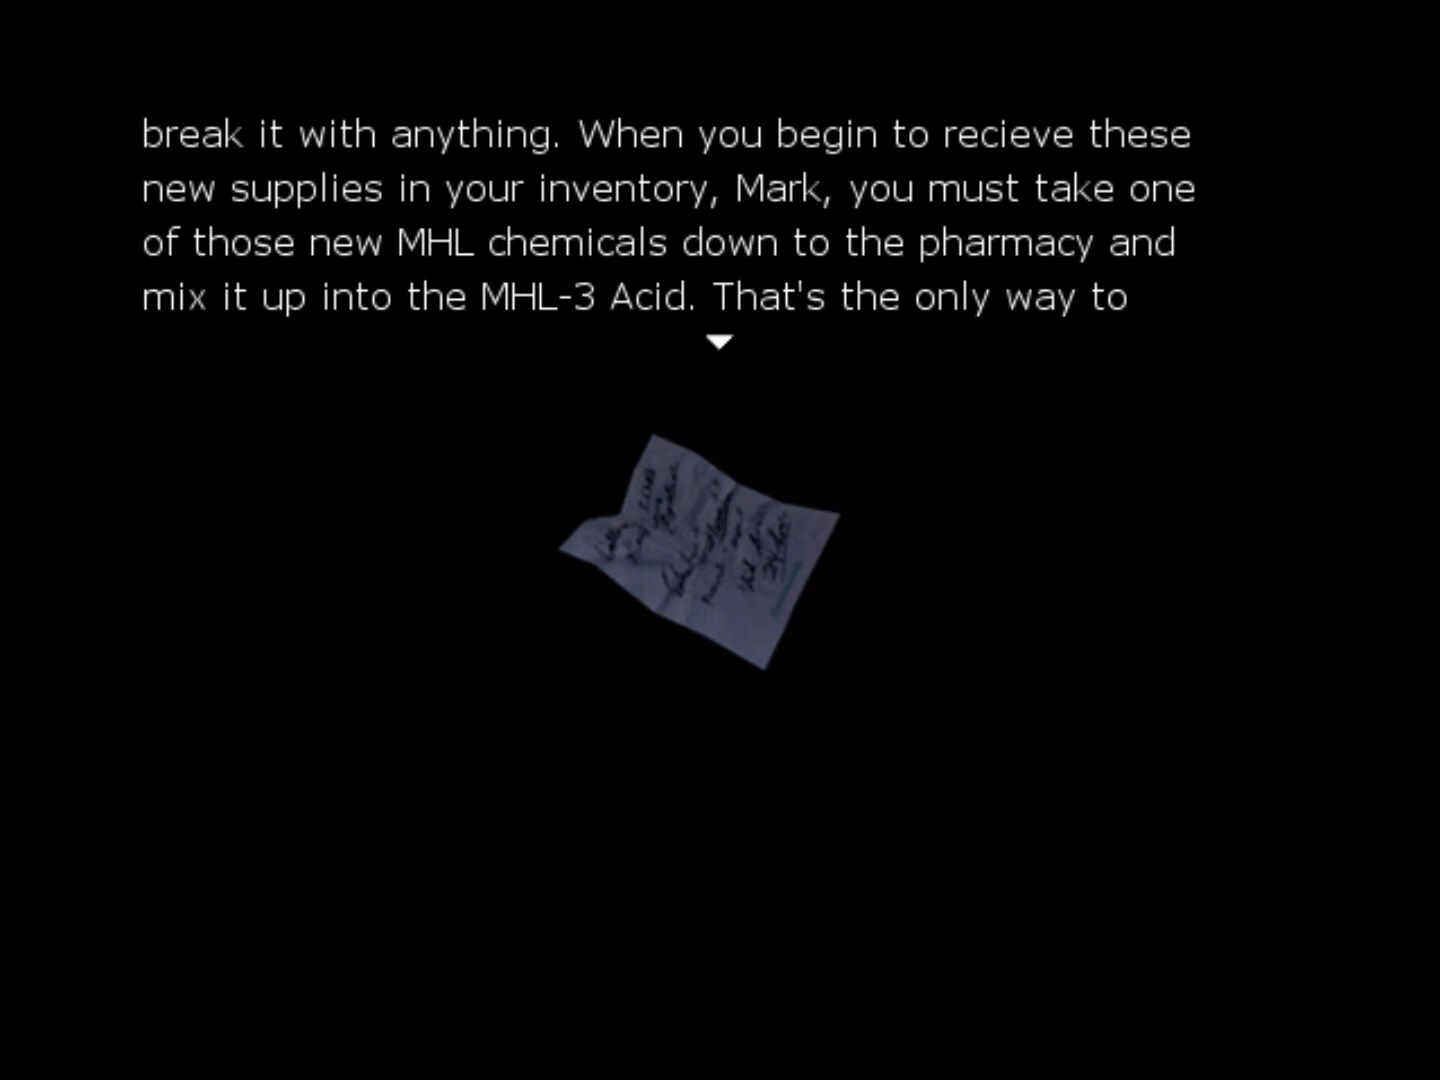 break it with anything. When you begin to recieve these
new supplies in your inventory, Mark, you must take one
of those new MHL chemicals down to the pharmacy and
mix it up into the MHL-3 Acid. That's the only way to